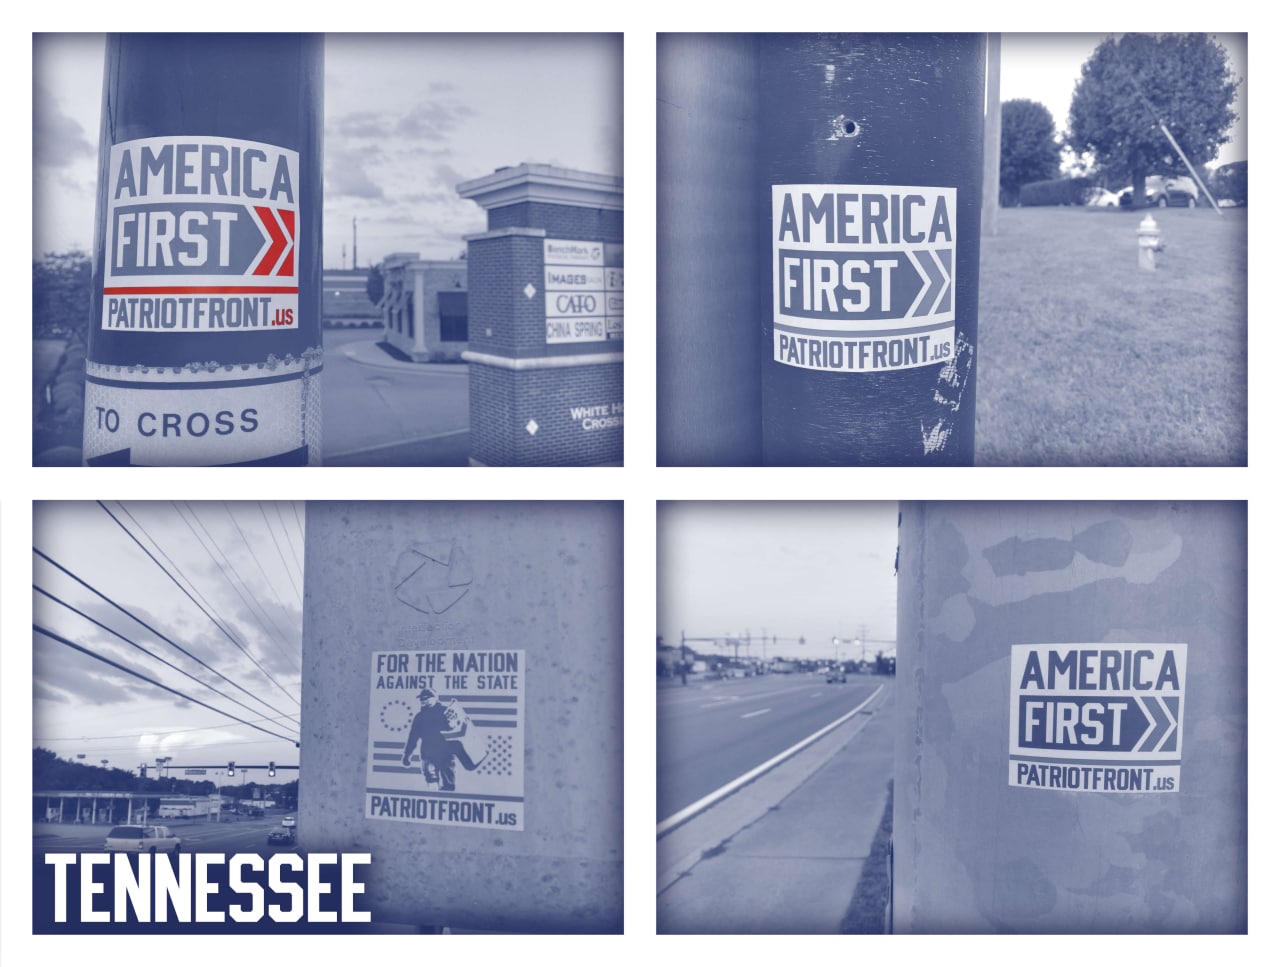 AMERICA
FIRST
PATRIOTFRONT.us
TO CROSS
BenchMark
IMAGES
CATO
CHINA SPRING
WHITE
CROSS
AMERICA
FIRST
PATRIOTFRONT.us
FOR THE NATION
AGAINST THE STATE
PATRIOTFRONT.us
TENNESSEE
AMERICA
FIRST
PATRIOTFRONT.us